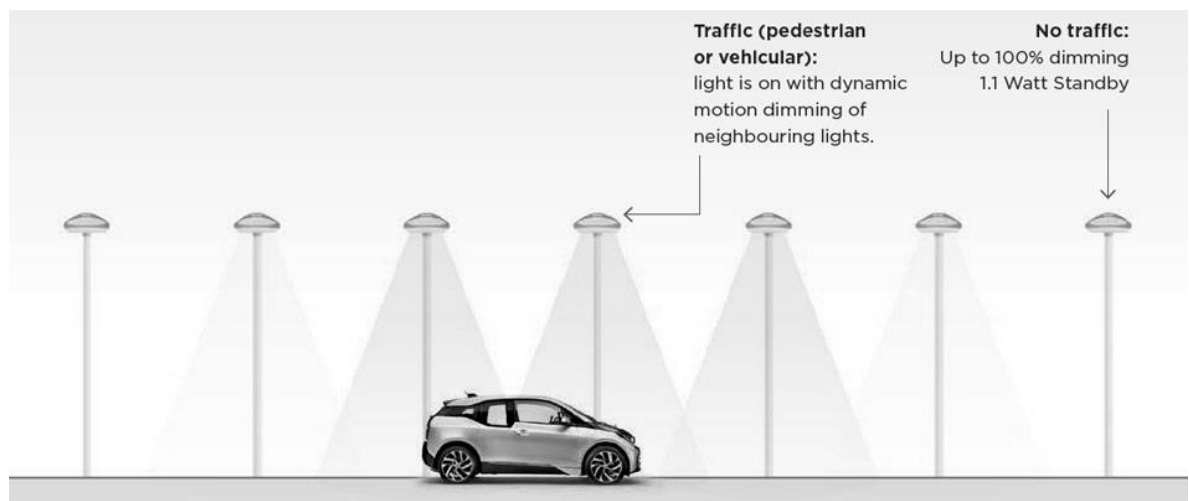 Traffic (pedestrian
or vehicular):
light is on with dynamic
motion dimming of
neighbouring lights.
No traffic:
Up to 100% dimming
1.1 Watt Standby